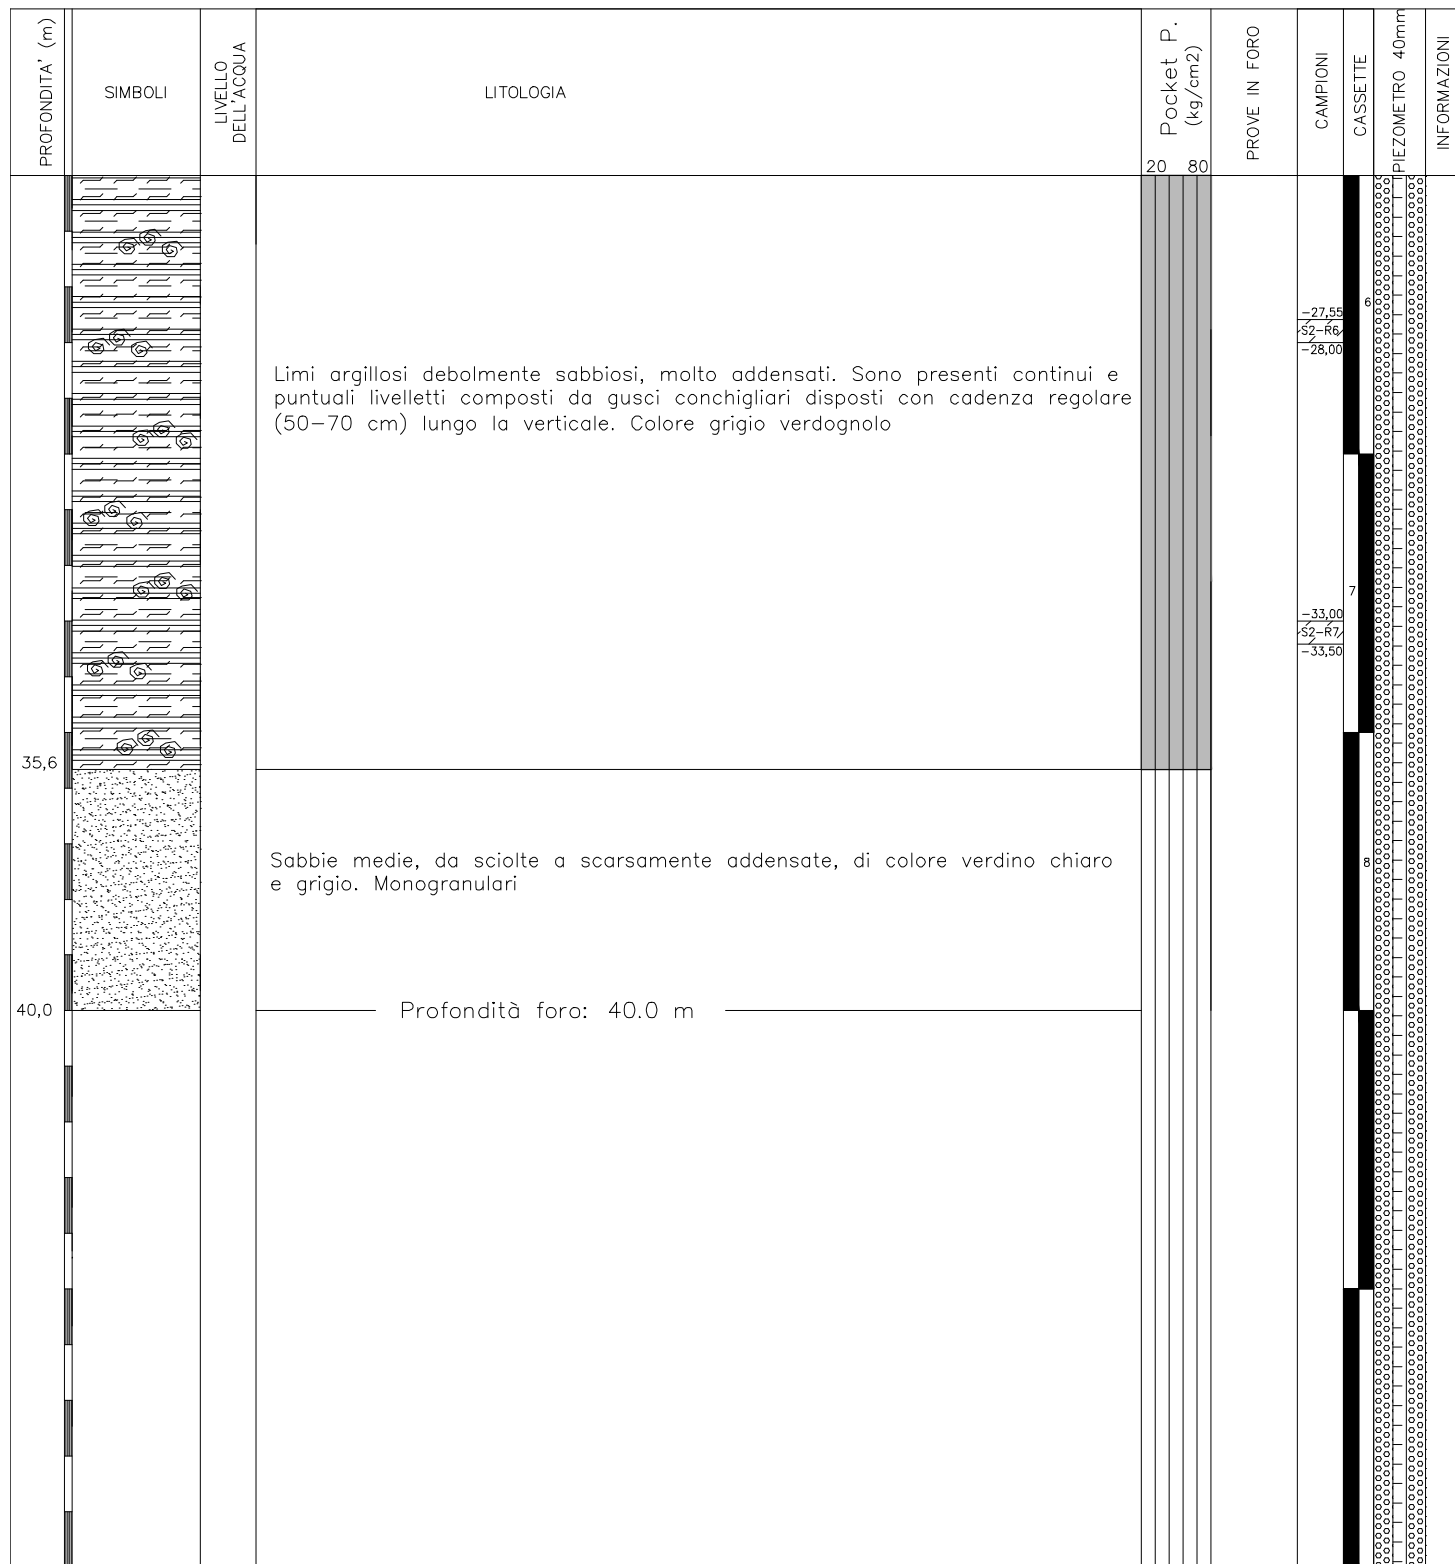 PROFONDITA' (m)
SIMBOLI
LIVELLO
DELL'ACQUA
LITOLOGIA
Pocket P.
(kg/cm2)
20 80
PROVE IN FORO
CAMPIONI
CASSETTE
PIEZOMETRO 40mm
INFORMAZIONI
6
-27,55
S2-R6
-28,00
Limi argillosi debolmente sabbiosi, molto addensati. Sono presenti continui e
puntuali livelletti composti da gusci conchigliari disposti con cadenza regolare
(50-70 cm) lungo la verticale. Colore grigio verdognolo
7
-33,00
S2-R7
-33,50
35,6
Sabbie medie, da sciolte a scarsamente addensate, di colore verdino chiaro
e grigio. Monogranulari
8
40,0
Profondità foro: 40.0 m